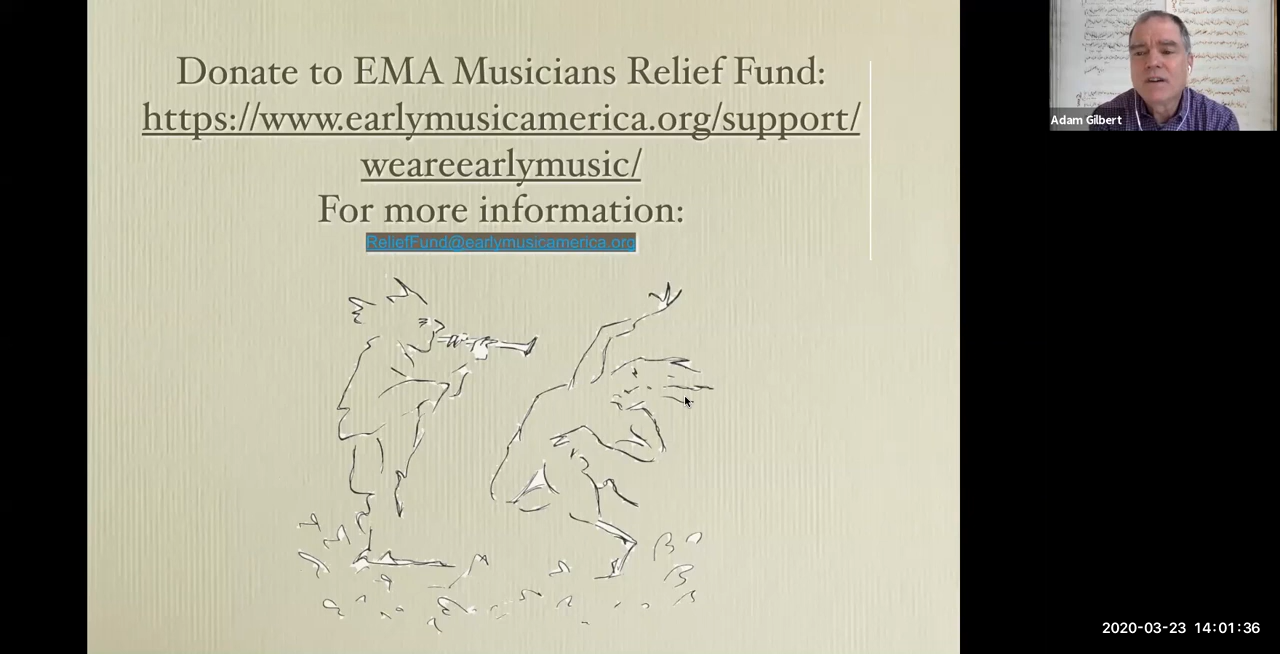 Donate to EMA Musicians Relief Fund:
https://www.earlymusicamerica.org/support/
weareearlymusic/
For more information:
ReliefFund@earlymusicamerica.org
Adam Gilbert
2020-03-23 14:01:36